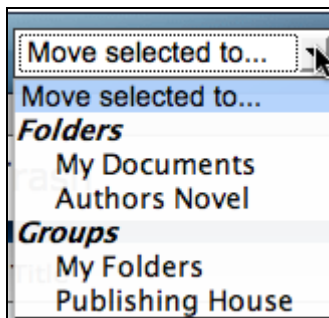 Move selected to...
Move selected to...
Folders
My Documents
Authors Novel
Groups
My Folders
Publishing House